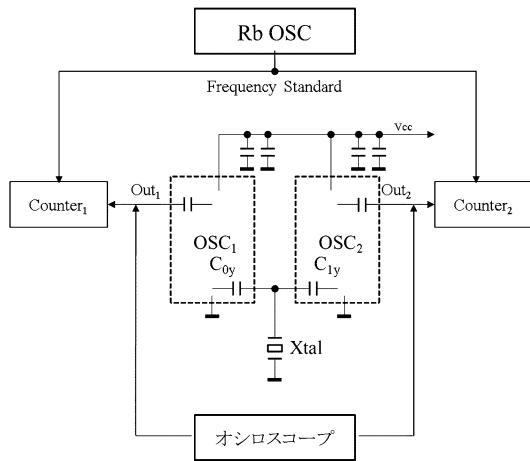 Rb OSC
Frequency Standard
Vcc
Out1
Out2
Counter1
Counter2
OSC1
OSC2
C0y
C1y
Xtal
オシロスコープ